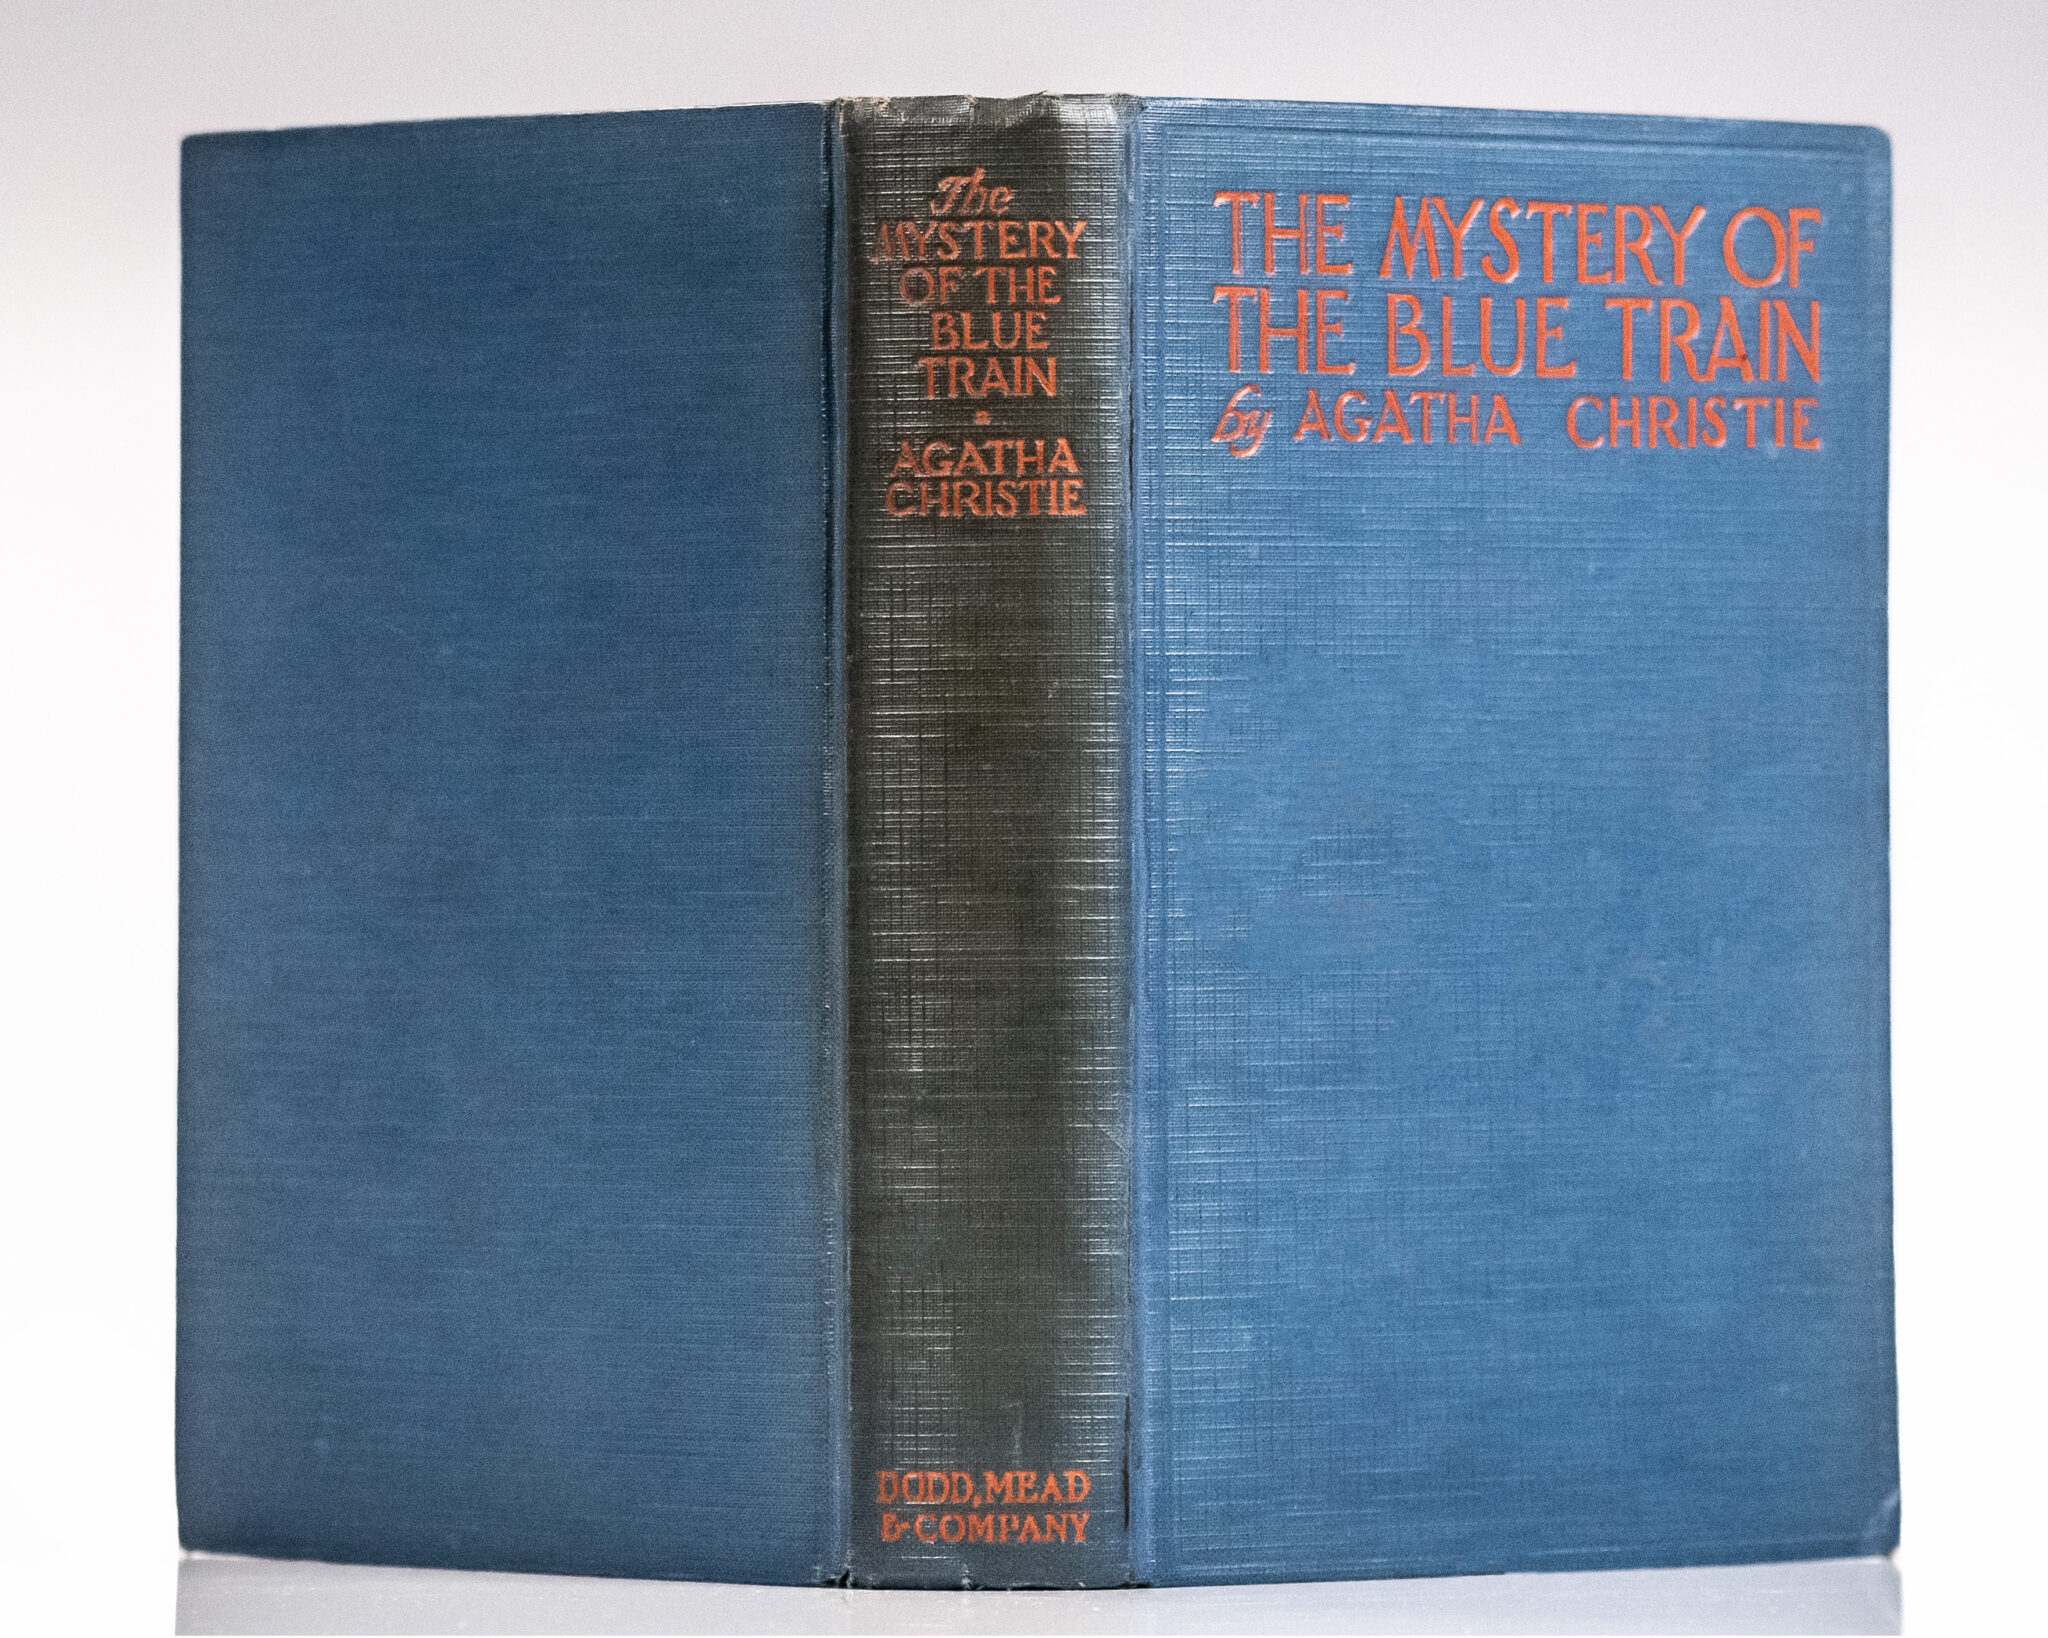 The
MYSTERY
OF THE
BLUE
TRAIN
AGATHA
CHRISTIE
DODD, MEAD
& COMPANY
THE MYSTERY OF
THE BLUE TRAIN
by AGATHA CHRISTIE